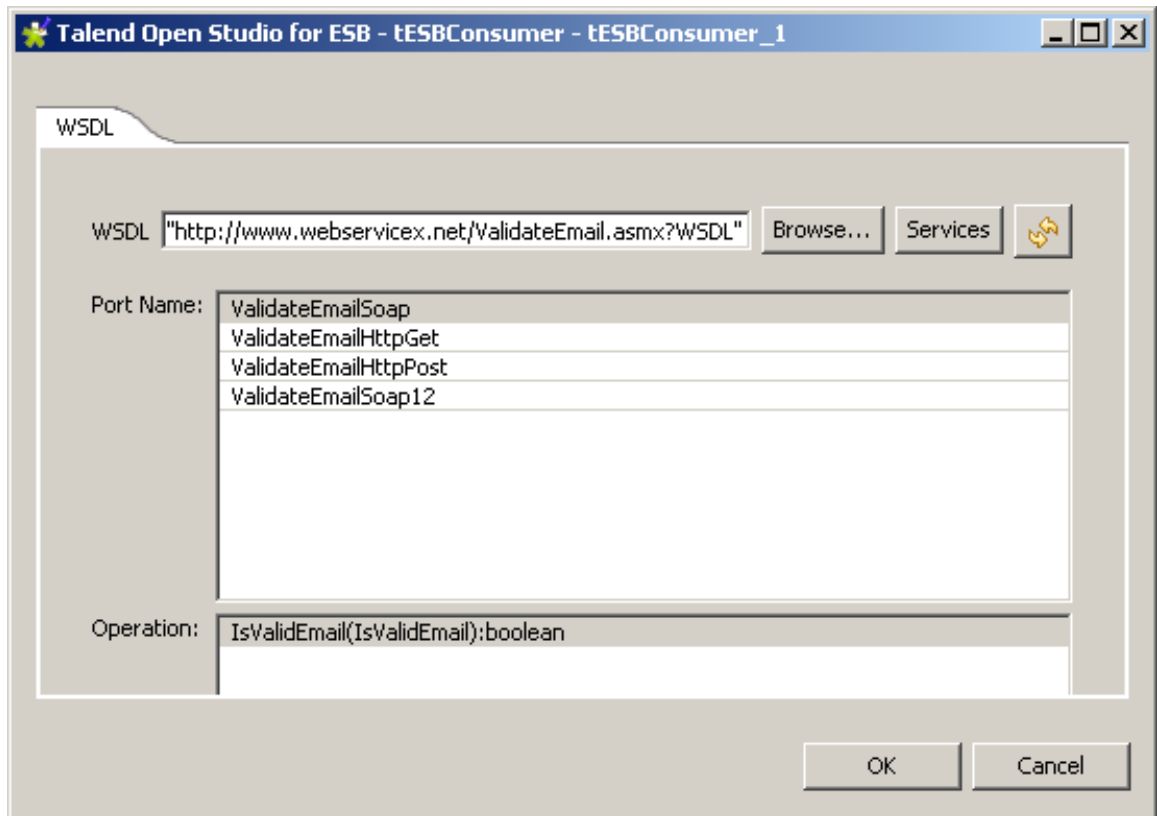 Talend Open Studio for ESB - tESBConsumer - tESBConsumer_1
WSDL
WSDL "http://www.webservicex.net/ValidateEmail.asmx?WSDL" Browse... Services
Port Name: ValidateEmailSoap
ValidateEmailHttpGet
ValidateEmailHttpPost
ValidateEmailSoap12
Operation: IsValidEmail(IsValidEmail):boolean
OK Cancel